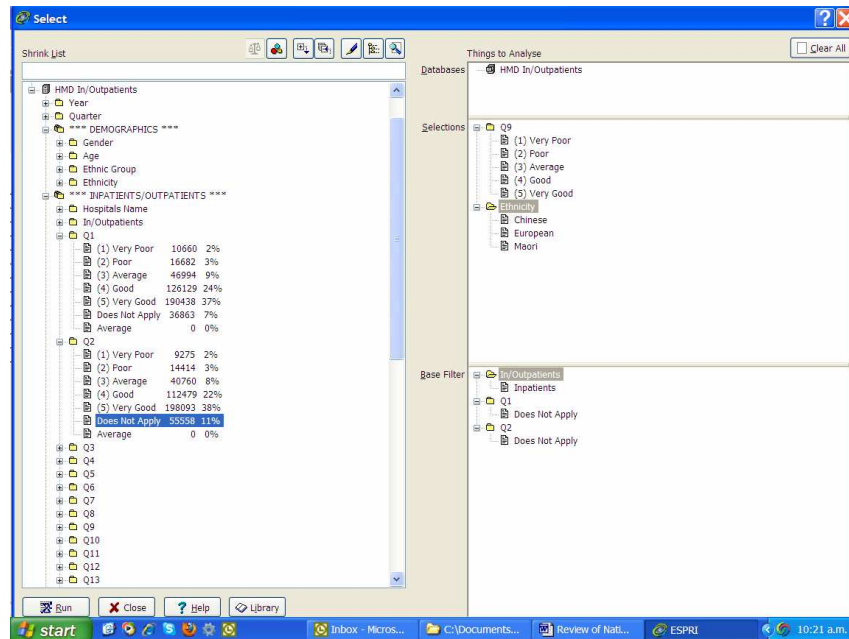 Select
Shrink List
Things to Analyse
Clear All
HMD In/Outpatients
Year
Quarter
*** DEMOGRAPHICS ***
Gender
Age
Ethnic Group
Ethnicity
*** INPATIENTS/OUTPATIENTS ***
Hospitals Name
In/Outpatients
Q1
(1) Very Poor 10660 2%
(2) Poor 16682 3%
(3) Average 46994 9%
(4) Good 126129 24%
(5) Very Good 190438 37%
Does Not Apply 36863 7%
Average 0 0%
Q2
(1) Very Poor 9275 2%
(2) Poor 14414 3%
(3) Average 40760 8%
(4) Good 112479 22%
(5) Very Good 198093 38%
Does Not Apply 55558 11%
Average 0 0%
Q3
Q4
Q5
Q6
Q7
Q8
Q9
Q10
Q11
Q12
Q13
Databases
HMD In/Outpatients
Selections
Q9
(1) Very Poor
(2) Poor
(3) Average
(4) Good
(5) Very Good
Ethnicity
Chinese
European
Maori
Base Filter
In/Outpatients
Inpatients
Q1
Does Not Apply
Q2
Does Not Apply
Run
Close
Help
Library
start
Inbox - Micros...
C:\Documents...
Review of Nati...
ESPRI
10:21 a.m.